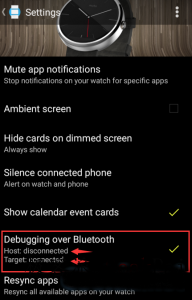 Settings
Mute app notifications
Stop notifications on your watch for specific apps
Ambient screen
Hide cards on dimmed screen
Always show
Silence connected phone
Alert on watch and phone
Show calendar event cards
Debugging over Bluetooth
Host: disconnected
Target: connected
Resync apps
Resync all available apps on your watch